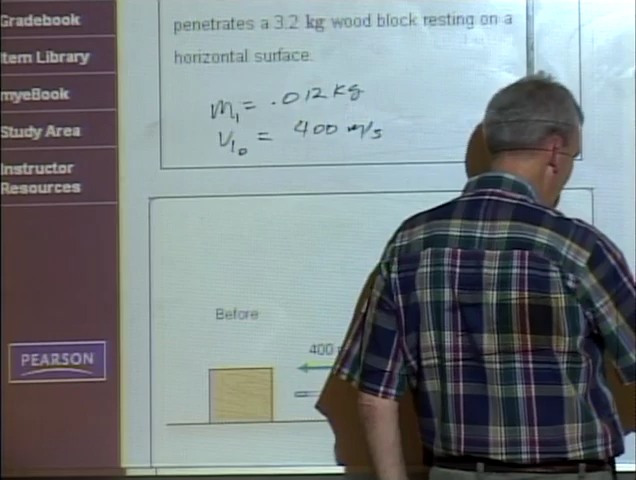 Gradebook
Item Library
myeBook
Study Area
Instructor
Resources
PEARSON
penetrates a 3.2 kg wood block resting on a
horizontal surface.
m₁ = .012 kg
v₁₀ = 400 m/s
Before
400